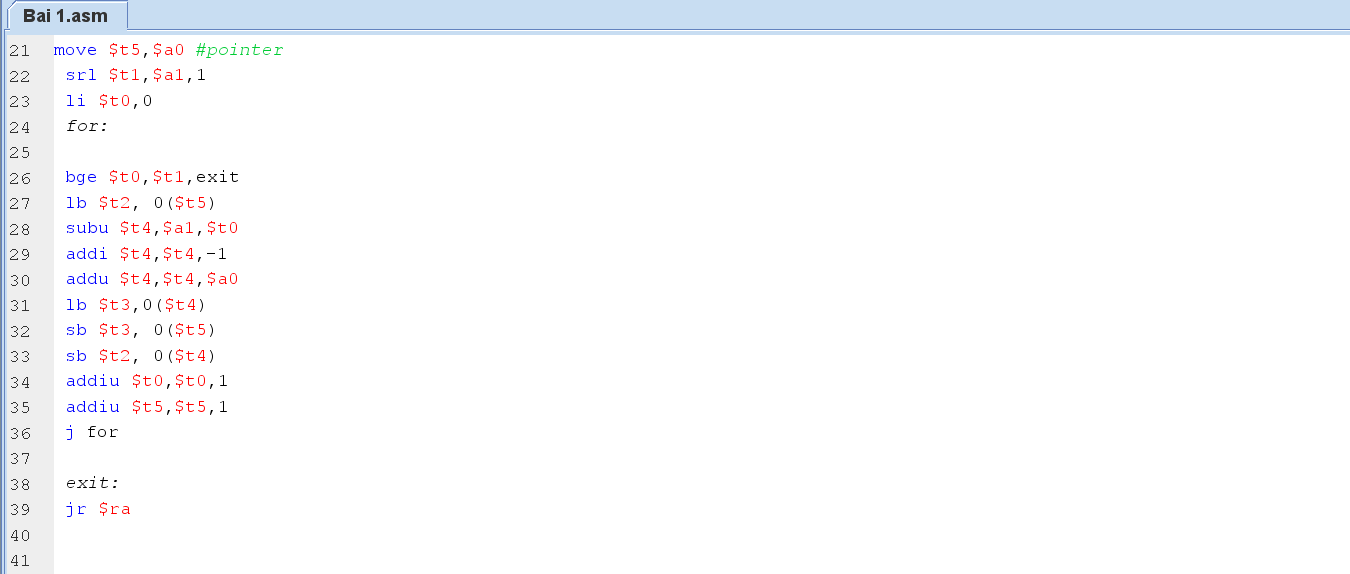 Bai 1.asm
21 move $t5,$a0 #pointer
22 srl $t1,$a1,1
23 li $t0,0
24 for:
25
26 bge $t0,$t1,exit
27 lb $t2, 0($t5)
28 subu $t4,$a1,$t0
29 addi $t4,$t4,-1
30 addu $t4,$t4,$a0
31 lb $t3,0($t4)
32 sb $t3, 0($t5)
33 sb $t2, 0($t4)
34 addiu $t0,$t0,1
35 addiu $t5,$t5,1
36 j for
37
38 exit:
39 jr $ra
40
41